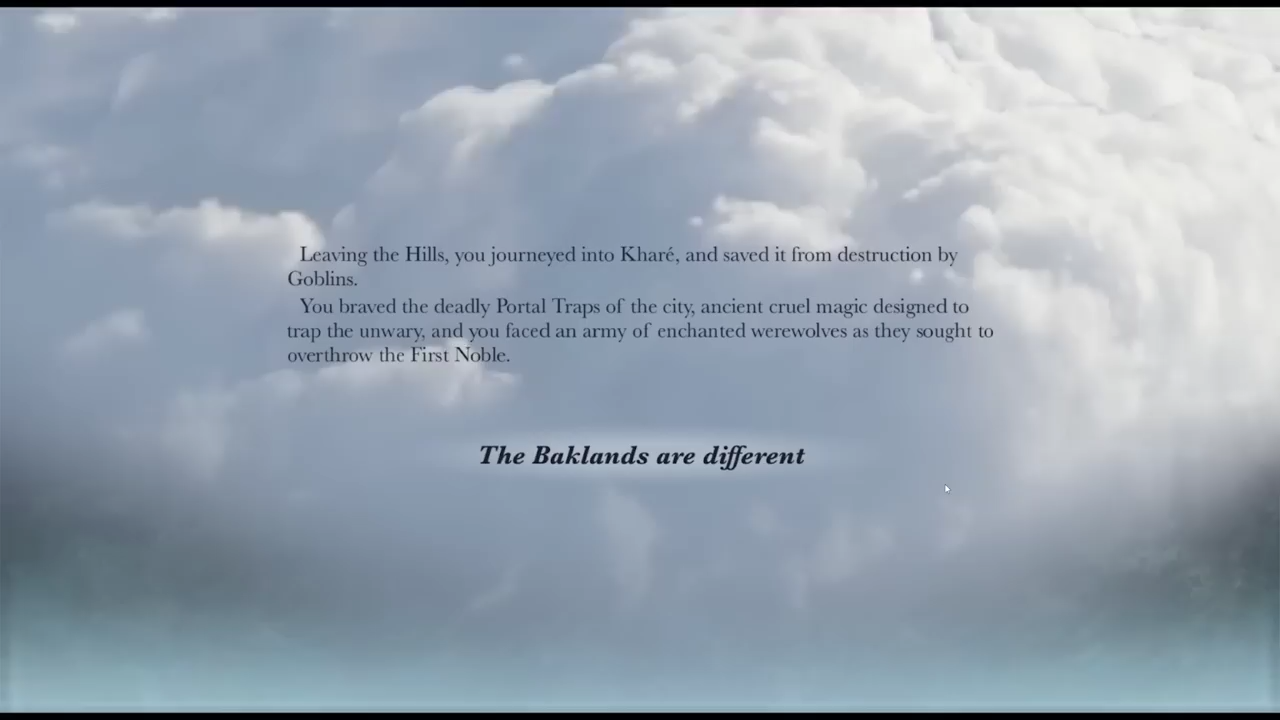 Leaving the Hills, you journeyed into Kharé, and saved it from destruction by
Goblins.
You braved the deadly Portal Traps of the city, ancient cruel magic designed to
trap the unwary, and you faced an army of enchanted werewolves as they sought to
overthrow the First Noble.
The Baklands are different